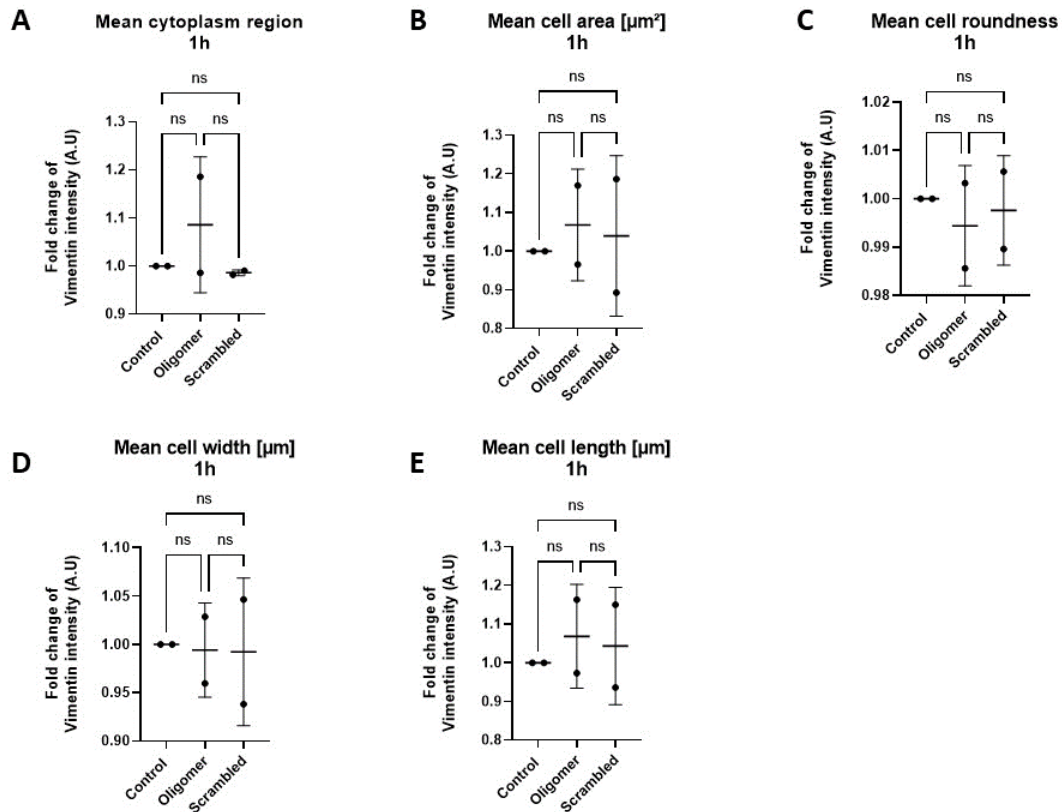 A
Mean cytoplasm region
1h
ns
ns
ns
Fold change of
Vimentin intensity (A.U)
1.3
1.2
1.1
1.0
0.9
Control
Oligomer
Scrambled
B
Mean cell area [µm²]
1h
ns
ns
ns
Fold change of
Vimentin intensity (A.U)
1.3
1.2
1.1
1.0
0.9
0.8
Control
Oligomer
Scrambled
C
Mean cell roundness
1h
ns
ns
ns
Fold change of
Vimentin intensity (A.U)
1.02
1.01
1.00
0.99
0.98
Control
Oligomer
Scrambled
D
Mean cell width [µm]
1h
ns
ns
ns
Fold change of
Vimentin intensity (A.U)
1.10
1.05
1.00
0.95
0.90
Control
Oligomer
Scrambled
E
Mean cell length [µm]
1h
ns
ns
ns
Fold change of
Vimentin intensity (A.U)
1.3
1.2
1.1
1.0
0.9
0.8
Control
Oligomer
Scrambled